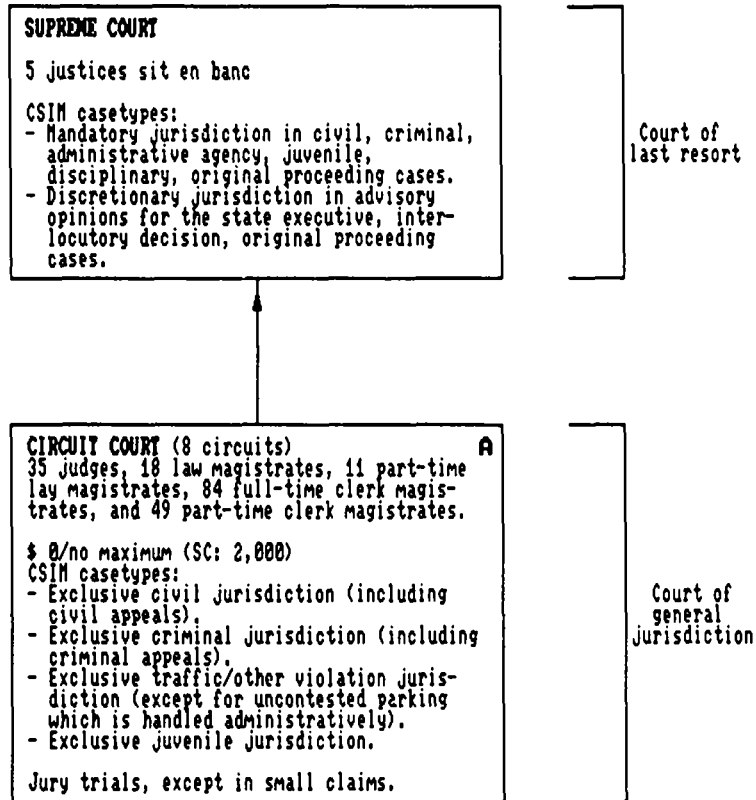 SUPREME COURT
5 justices sit en banc
CSIM casetypes:
- Mandatory jurisdiction in civil, criminal,
administrative agency, juvenile,
disciplinary, original proceeding cases.
- Discretionary jurisdiction in advisory
opinions for the state executive, inter-
locutory decision, original proceeding
cases.
Court of
last resort
CIRCUIT COURT (8 circuits) A
35 judges, 18 law magistrates, 11 part-time
lay magistrates, 84 full-time clerk magis-
trates, and 49 part-time clerk magistrates.
$ 0/no maximum (SC: 2,000)
CSIM casetypes:
- Exclusive civil jurisdiction (including
civil appeals).
- Exclusive criminal jurisdiction (including
criminal appeals).
- Exclusive traffic/other violation juris-
diction (except for uncontested parking
which is handled administratively).
- Exclusive juvenile jurisdiction.
Jury trials, except in small claims.
Court of
general
jurisdiction